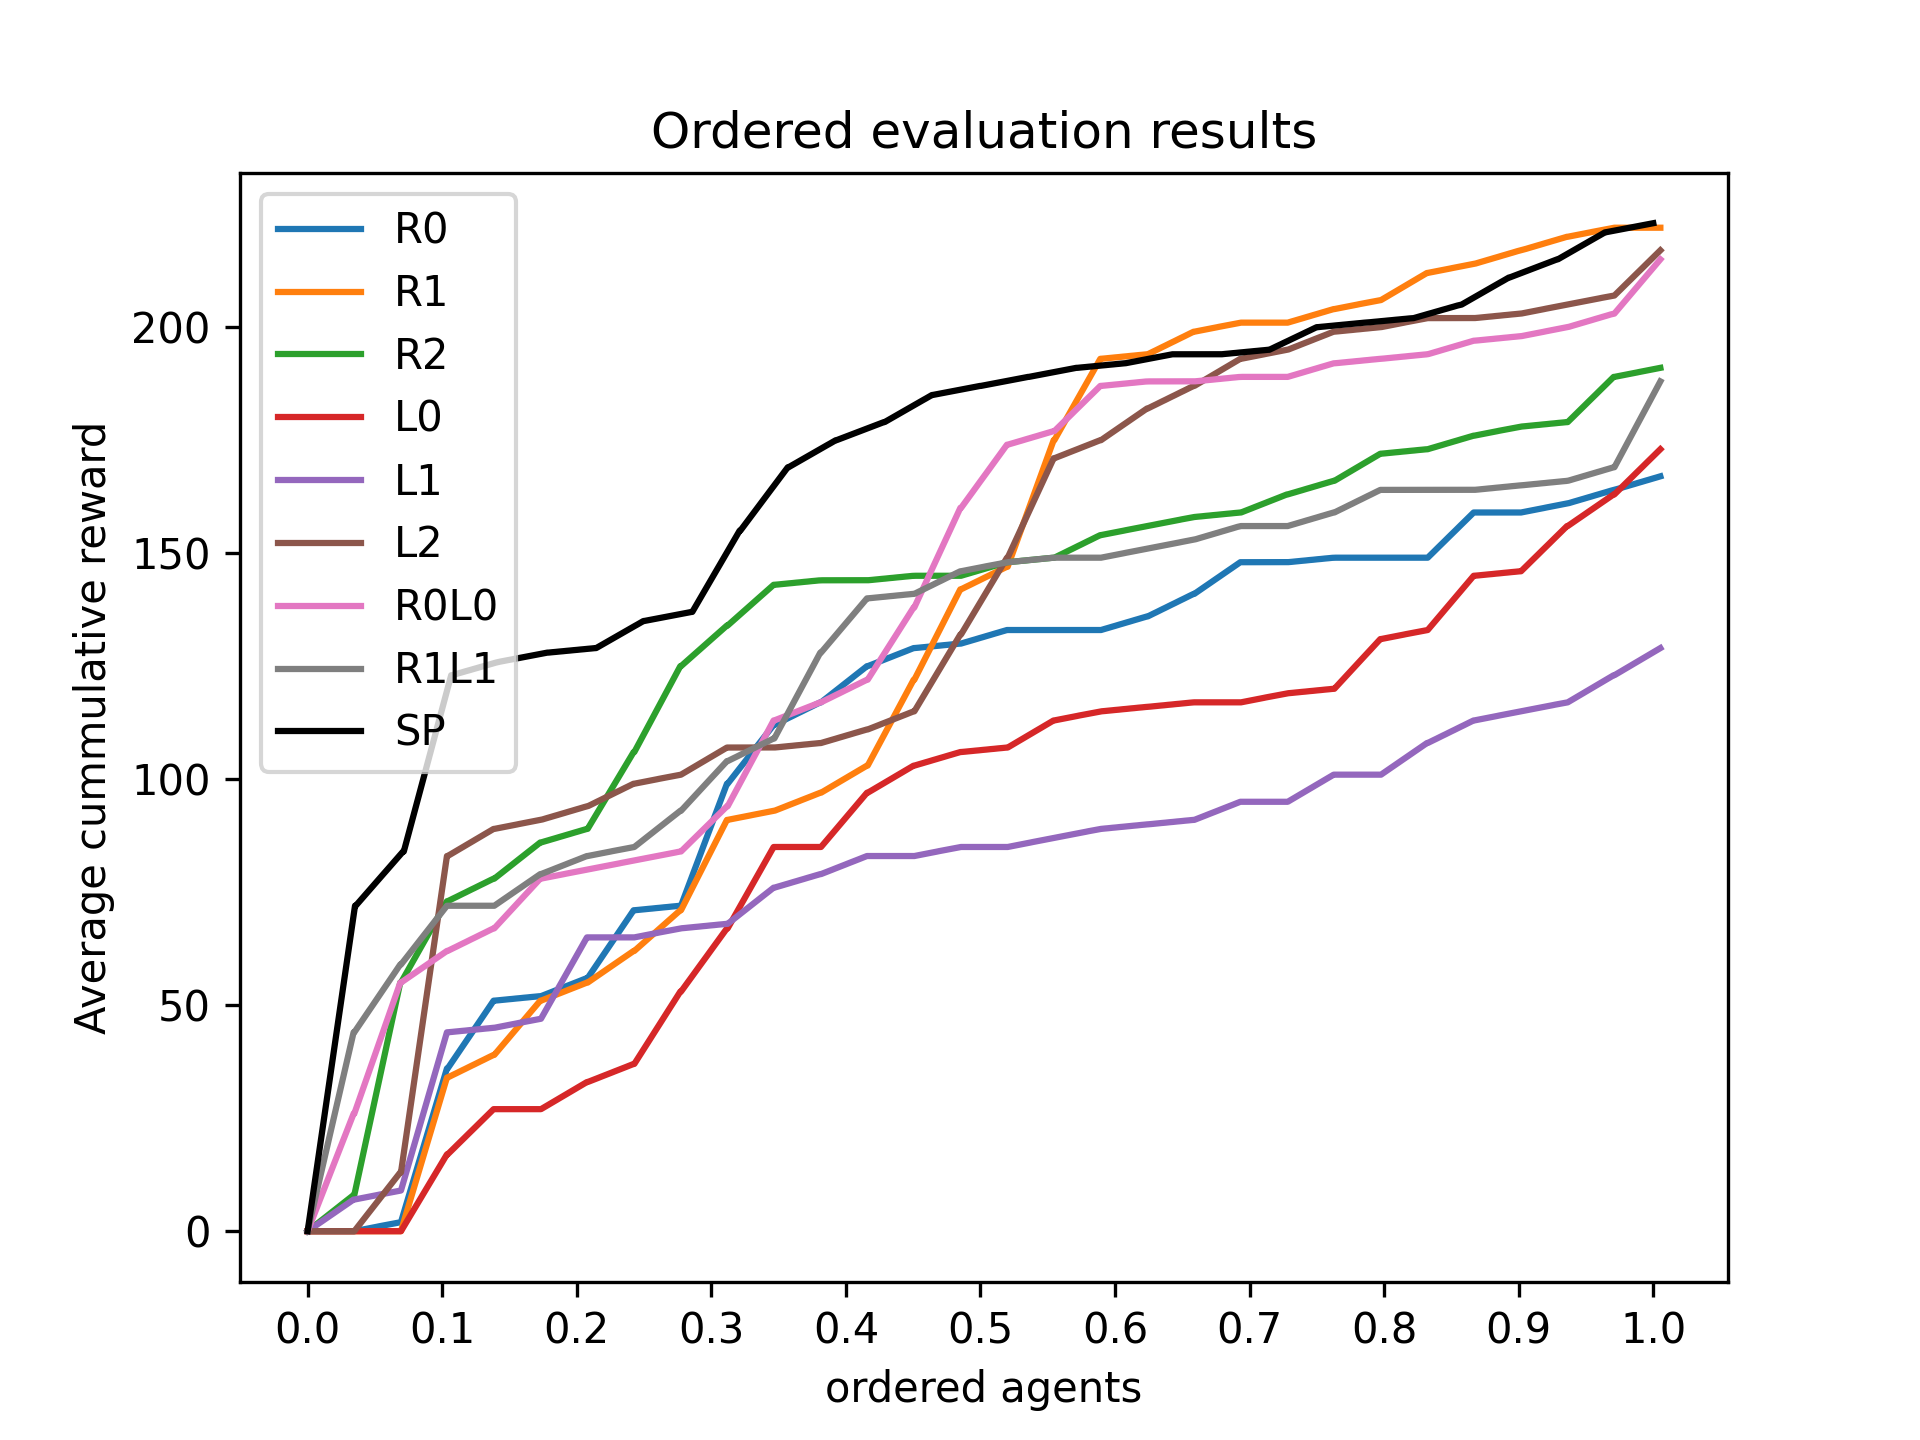 Ordered evaluation results
R0
R1
R2
L0
L1
L2
R0L0
R1L1
SP
Average cummulative reward
200
150
100
50
0
0.0 0.1 0.2 0.3 0.4 0.5 0.6 0.7 0.8 0.9 1.0
ordered agents